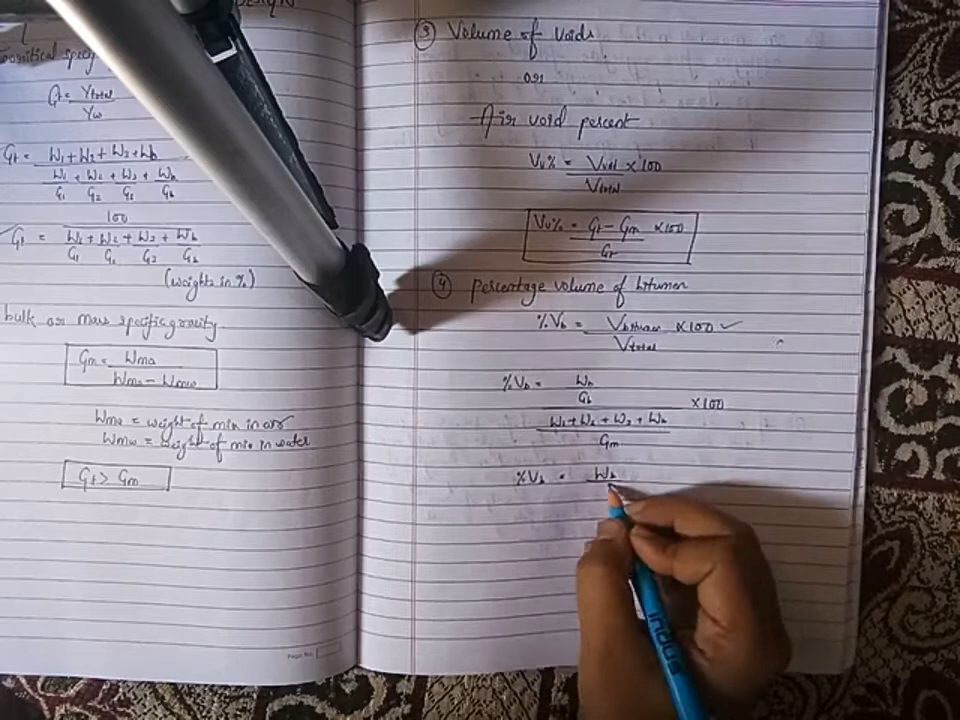 DESIGN
Gt = γtotal
γw
Gt = W1 + W2 + W3 + Wb
W1 + W2 + W3 + Wb
G1 G2 G3 Gb
100
Gt = W1 + W2 + W3 + Wb
G1 G2 G3 Gb
(weights in %)
bulk or mass specific gravity
Gm = Wma
Wma - Wmw
Wma = weight of mix in air
Wmw = weight of mix in water
Gt > Gm
Page No.
③ Volume of Voids
or
Air void percent
Vv% = Vvoid × 100
Vtotal
Vv% = Gt - Gm × 100
Gt
④ percentage volume of bitumen
% Vb = Vbitumen × 100 ✓
Vtotal
% Vb = Wb
Gb
× 100
W1 + W2 + W3 + Wb
Gm
% Vb = Wb
indus